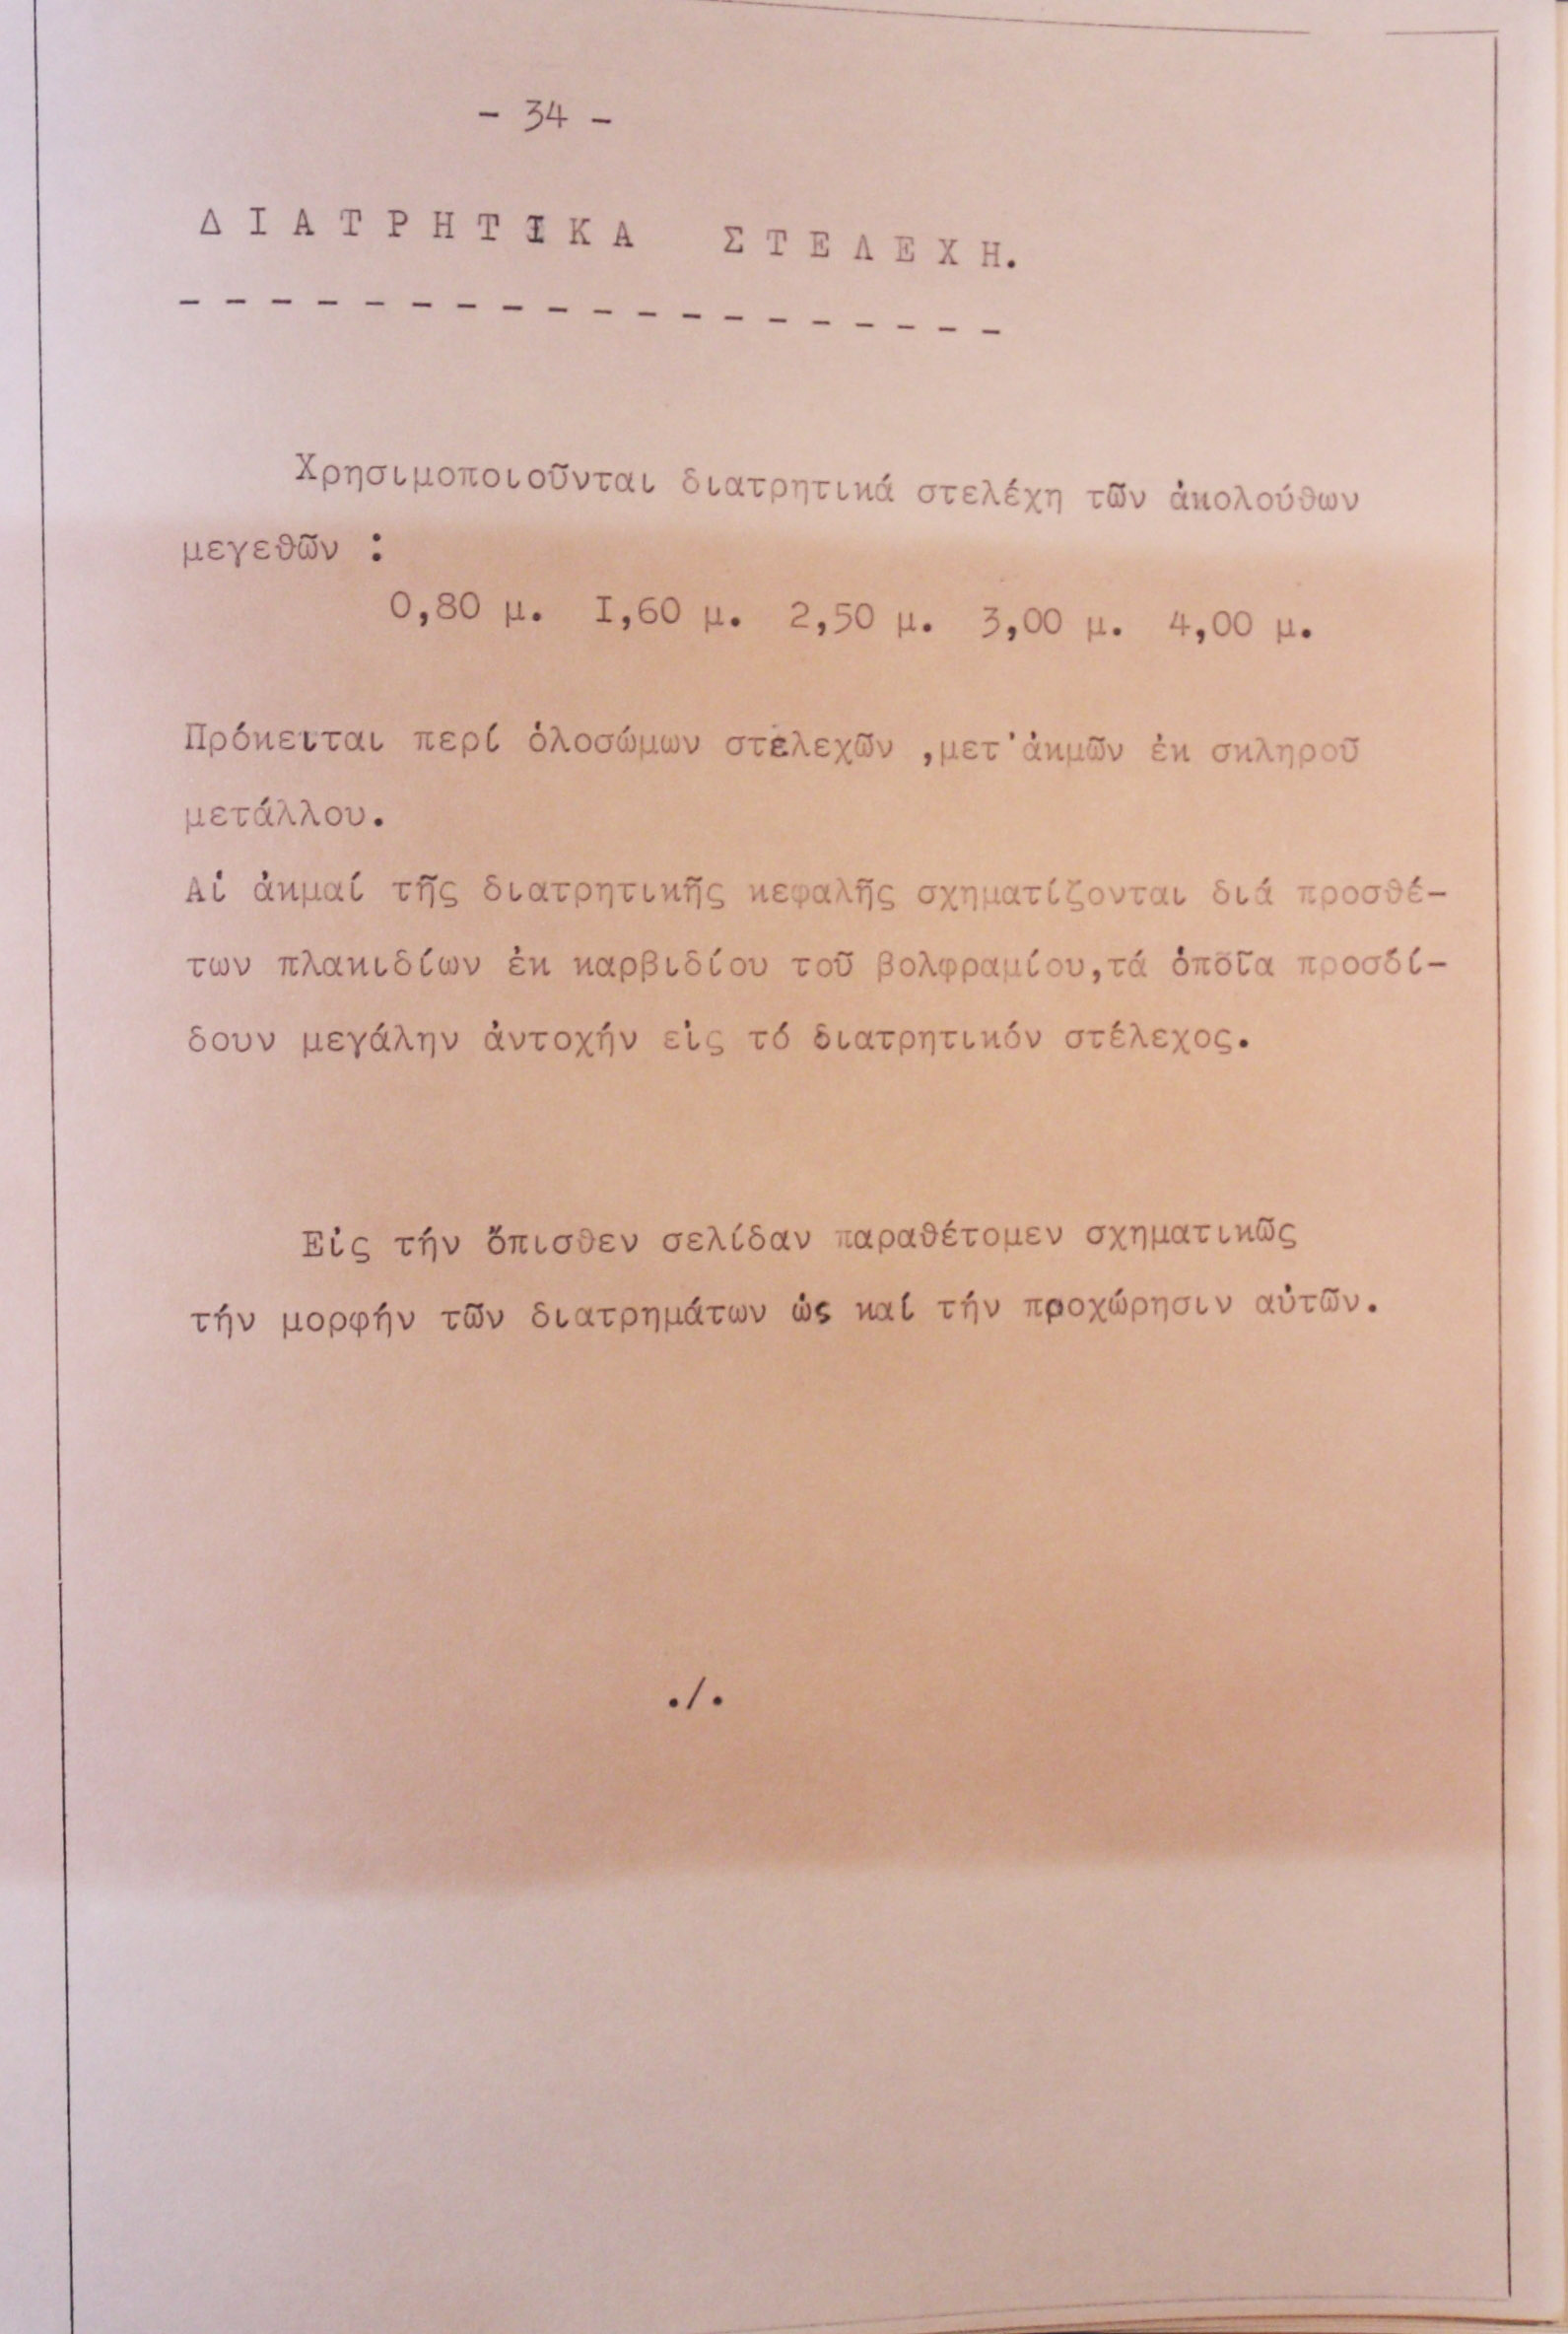 - 34 -
ΔΙΑΤΡΗΤΙΚΑ ΣΤΕΛΕΧΗ.
- - - - - - - - - - - - - - - - - - -
Χρησιμοποιοῦνται διατρητικά στελέχη τῶν ἀκολούθων
μεγεθῶν :
0,80 μ. I,60 μ. 2,50 μ. 3,00 μ. 4,00 μ.
Πρόκειται περί ὁλοσώμων στελεχῶν ,μετ'ἀκμῶν ἐκ σκληροῦ
μετάλλου.
Αἱ ἀκμαί τῆς διατρητικῆς κεφαλῆς σχηματίζονται διά προσθέ-
των πλακιδίων ἐκ καρβιδίου τοῦ βολφραμίου,τά ὁποῖα προσδί-
δουν μεγάλην ἀντοχήν εἰς τό διατρητικόν στέλεχος.
Εἰς τήν ὄπισθεν σελίδαν παραθέτομεν σχηματικῶς
τήν μορφήν τῶν διατρημάτων ὡς καί τήν προχώρησιν αὐτῶν.
./.